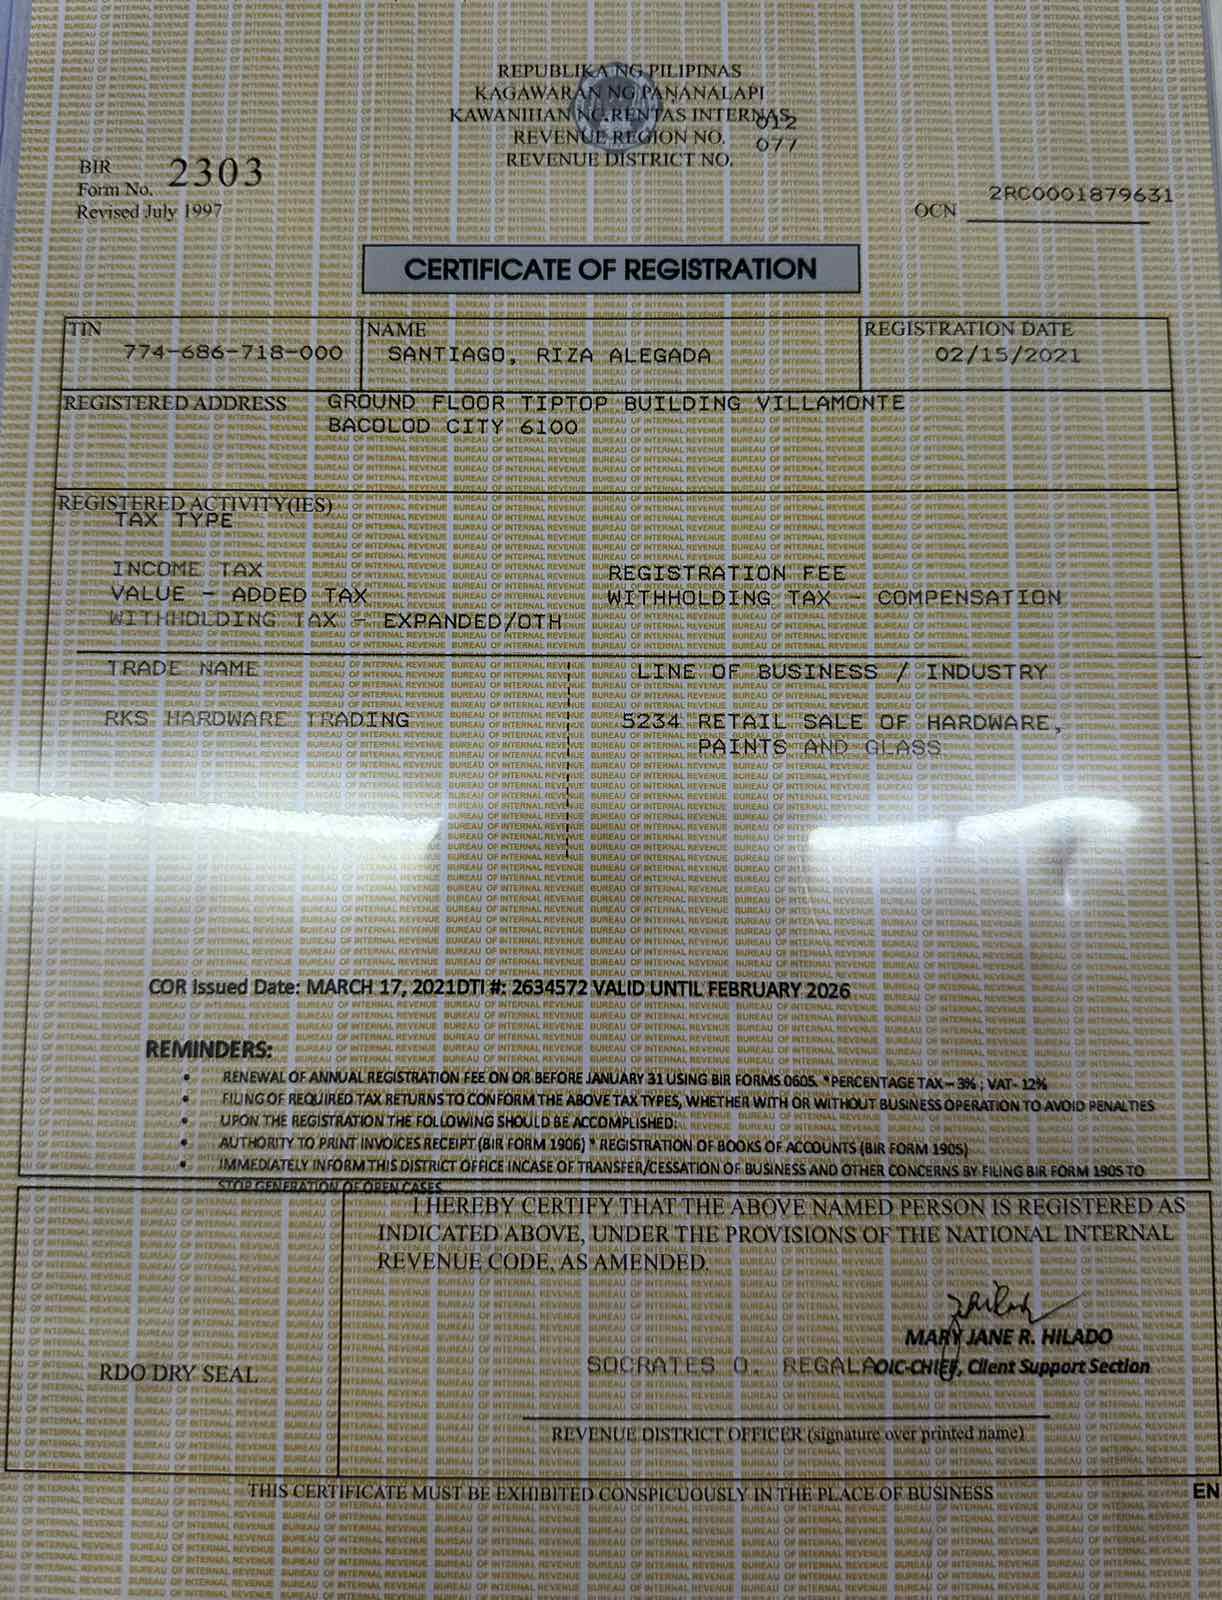 REPUBLIKA NG PILIPINAS
KAGAWARAN NG PANANALAPI
KAWANIHAN NG RENTAS INTERNAS
REVENUE REGION NO. 012
REVENUE DISTRICT NO. 077
BIR
Form No. 2303
Revised July 1997
OCN 2RC0001879631
CERTIFICATE OF REGISTRATION
TIN NAME REGISTRATION DATE
774-686-718-000 SANTIAGO, RIZA ALEGADA 02/15/2021
REGISTERED ADDRESS GROUND FLOOR TIPTOP BUILDING VILLAMONTE
BACOLOD CITY 6100
REGISTERED ACTIVITY(IES)
TAX TYPE
INCOME TAX REGISTRATION FEE
VALUE - ADDED TAX WITHHOLDING TAX - COMPENSATION
WITHHOLDING TAX - EXPANDED/OTH
TRADE NAME LINE OF BUSINESS / INDUSTRY
RKS HARDWARE TRADING 5234 RETAIL SALE OF HARDWARE,
PAINTS AND GLASS
COR Issued Date: MARCH 17, 2021DTI #: 2634572 VALID UNTIL FEBRUARY 2026
REMINDERS:
• RENEWAL OF ANNUAL REGISTRATION FEE ON OR BEFORE JANUARY 31 USING BIR FORMS 0605. *PERCENTAGE TAX – 3% ; VAT- 12%
• FILING OF REQUIRED TAX RETURNS TO CONFORM THE ABOVE TAX TYPES, WHETHER WITH OR WITHOUT BUSINESS OPERATION TO AVOID PENALTIES
• UPON THE REGISTRATION THE FOLLOWING SHOULD BE ACCOMPLISHED:
• AUTHORITY TO PRINT INVOICES RECEIPT (BIR FORM 1906) * REGISTRATION OF BOOKS OF ACCOUNTS (BIR FORM 1905)
• IMMEDIATELY INFORM THIS DISTRICT OFFICE INCASE OF TRANSFER/CESSATION OF BUSINESS AND OTHER CONCERNS BY FILING BIR FORM 1905 TO
STOP GENERATION OF OPEN CASES
I HEREBY CERTIFY THAT THE ABOVE NAMED PERSON IS REGISTERED AS
INDICATED ABOVE, UNDER THE PROVISIONS OF THE NATIONAL INTERNAL
REVENUE CODE, AS AMENDED.
MARY JANE R. HILADO
SOCRATES O. REGALA OIC-CHIEF, Client Support Section
RDO DRY SEAL
REVENUE DISTRICT OFFICER (signature over printed name)
THIS CERTIFICATE MUST BE EXHIBITED CONSPICUOUSLY IN THE PLACE OF BUSINESS
EN